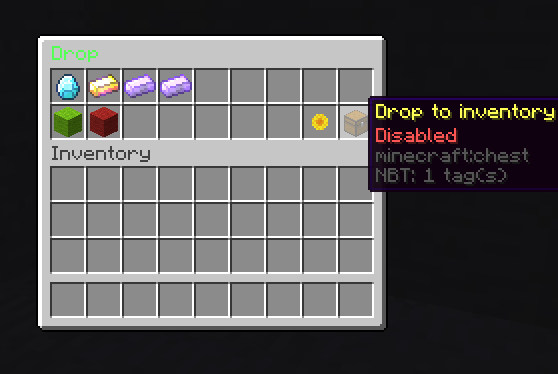 Drop
Drop to inventory
Disabled
minecraft:chest
NBT: 1 tag(s)
Inventory